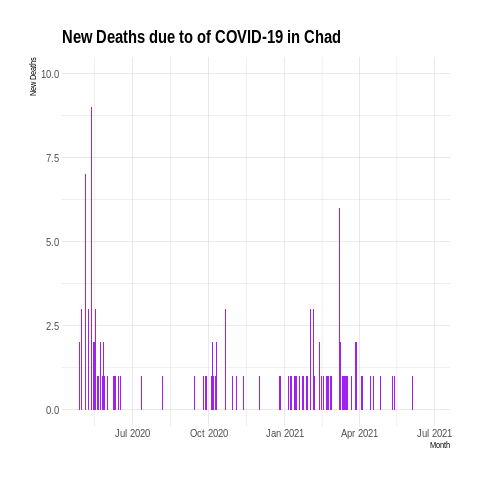 New Deaths due to of COVID-19 in Chad
New Deaths
10.0
7.5
5.0
2.5
0.0
Jul 2020 Oct 2020 Jan 2021 Apr 2021 Jul 2021
Month